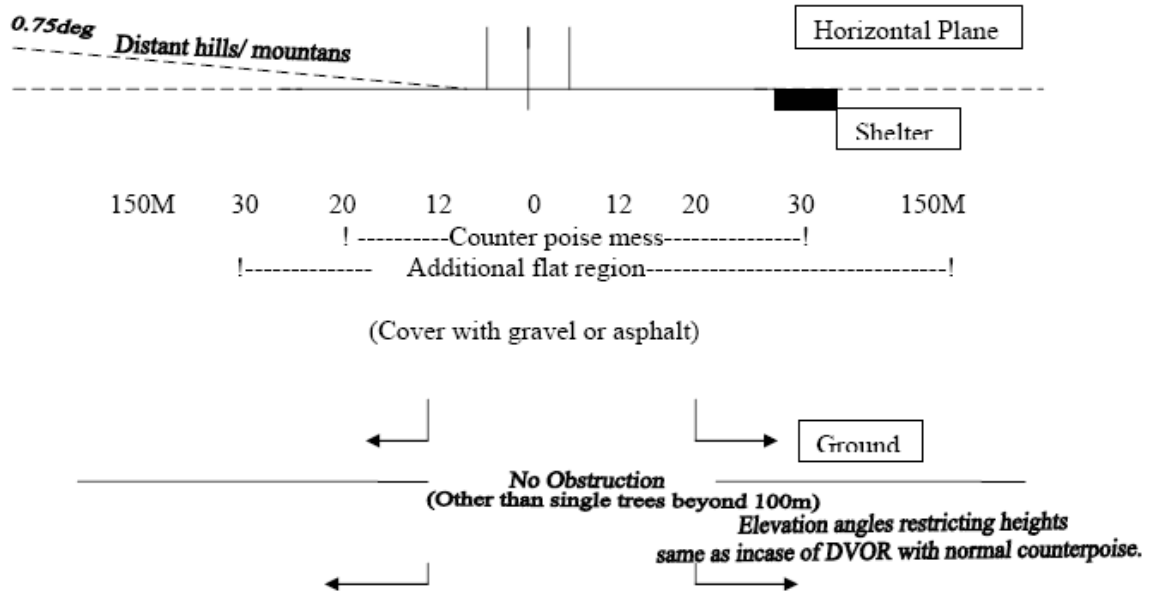 0.75deg
Distant hills/ mountans
Horizontal Plane
Shelter
150M 30 20 12 0 12 20 30 150M
! ----------Counter poise mess--------------!
!------------- Additional flat region-----------------------------!
(Cover with gravel or asphalt)
Ground
No Obstruction
(Other than single trees beyond 100m)
Elevation angles restricting heights
same as incase of DVOR with normal counterpoise.